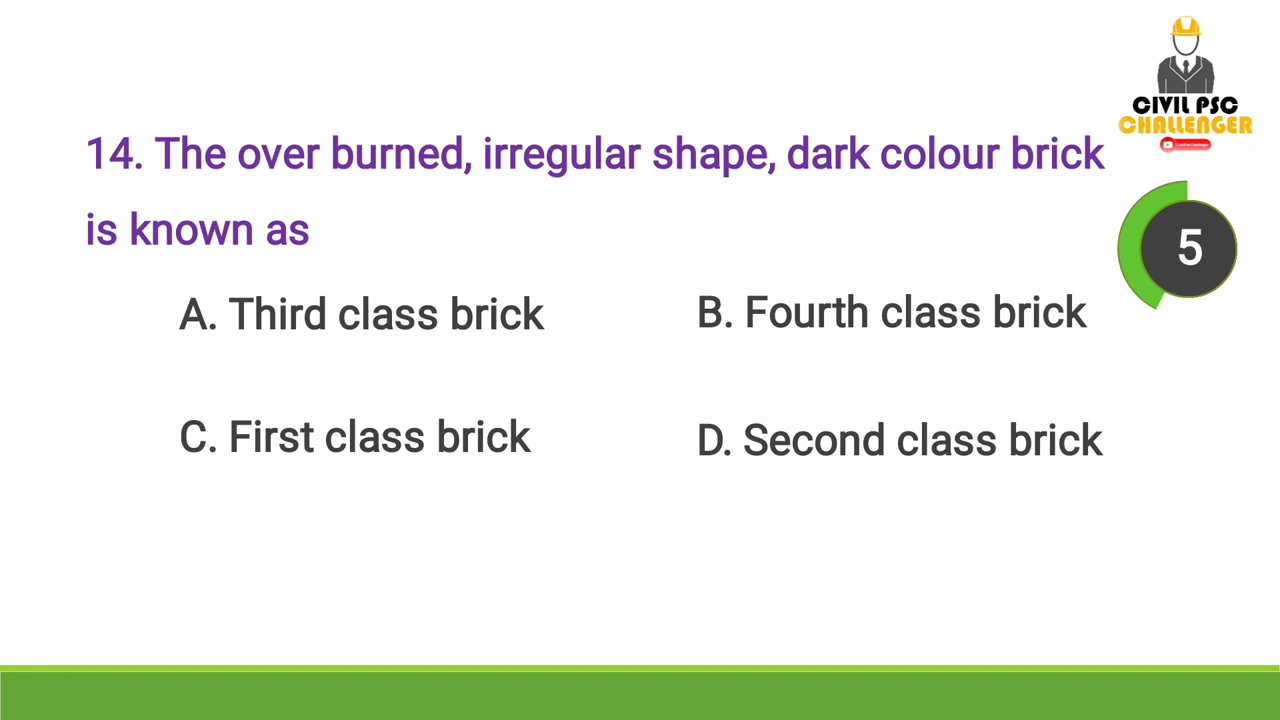 CIVIL PSC
CHALLENGER
14. The over burned, irregular shape, dark colour brick
is known as
5
A. Third class brick
B. Fourth class brick
C. First class brick
D. Second class brick